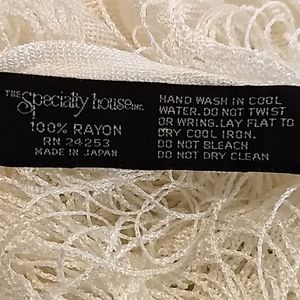 THE Specialty house INC.
100% RAYON
RN 24253
MADE IN JAPAN
HAND WASH IN COOL
WATER. DO NOT TWIST
OR WRING. LAY FLAT TO
DRY COOL IRON.
DO NOT BLEACH
DO NOT DRY CLEAN